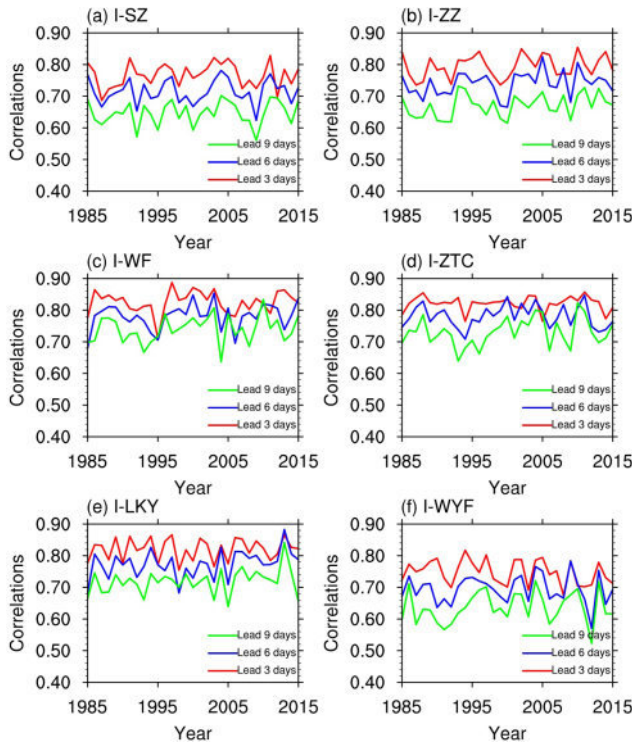 (a) I-SZ
0.90
0.80
0.70
0.60
0.50
0.40
Correlations
Lead 9 days
Lead 6 days
Lead 3 days
1985 1995 2005 2015
Year
(b) I-ZZ
0.90
0.80
0.70
0.60
0.50
0.40
Correlations
Lead 9 days
Lead 6 days
Lead 3 days
1985 1995 2005 2015
Year
(c) I-WF
0.90
0.80
0.70
0.60
0.50
0.40
Correlations
Lead 9 days
Lead 6 days
Lead 3 days
1985 1995 2005 2015
Year
(d) I-ZTC
0.90
0.80
0.70
0.60
0.50
0.40
Correlations
Lead 9 days
Lead 6 days
Lead 3 days
1985 1995 2005 2015
Year
(e) I-LKY
0.90
0.80
0.70
0.60
0.50
0.40
Correlations
Lead 9 days
Lead 6 days
Lead 3 days
1985 1995 2005 2015
Year
(f) I-WYF
0.90
0.80
0.70
0.60
0.50
0.40
Correlations
Lead 9 days
Lead 6 days
Lead 3 days
1985 1995 2005 2015
Year